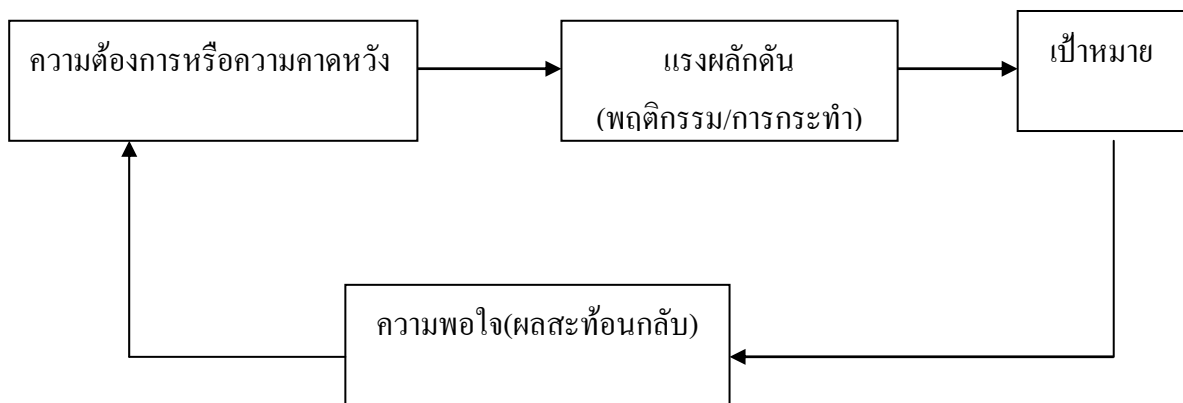 ความต้องการหรือความคาดหวัง
แรงผลักดัน
(พฤติกรรม/การกระทำ)
เป้าหมาย
ความพอใจ(ผลสะท้อนกลับ)